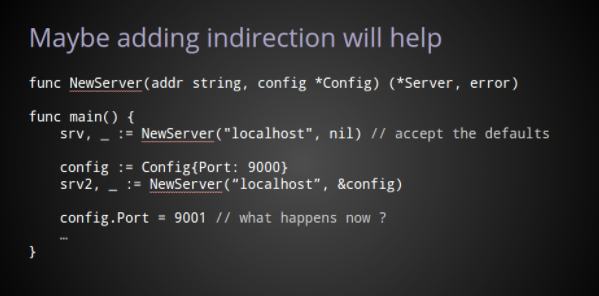 Maybe adding indirection will help
func NewServer(addr string, config *Config) (*Server, error)
func main() {
srv, _ := NewServer("localhost", nil) // accept the defaults
config := Config{Port: 9000}
srv2, _ := NewServer(“localhost”, &config)
config.Port = 9001 // what happens now ?
…
}